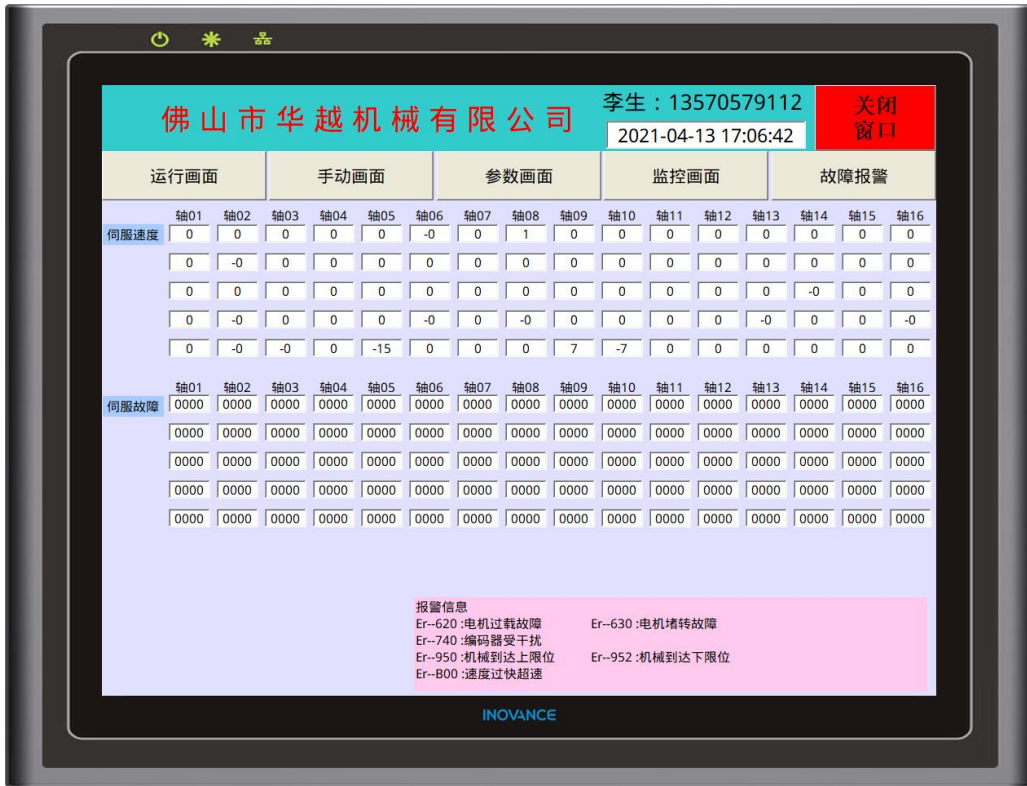 佛山市华越机械有限公司
李生：13570579112
2021-04-13 17:06:42
关闭
窗口
运行画面 手动画面 参数画面 监控画面 故障报警
轴01 轴02 轴03 轴04 轴05 轴06 轴07 轴08 轴09 轴10 轴11 轴12 轴13 轴14 轴15 轴16
伺服速度 0 0 0 0 0 -0 0 1 0 0 0 0 0 0 0 0
0 -0 0 0 0 0 0 0 0 0 0 0 0 0 0 0
0 0 0 0 0 0 0 0 0 0 0 0 0 -0 0 0
0 -0 0 0 0 -0 0 -0 0 0 0 0 -0 0 0 -0
0 -0 -0 0 -15 0 0 0 7 -7 0 0 0 0 0 0
轴01 轴02 轴03 轴04 轴05 轴06 轴07 轴08 轴09 轴10 轴11 轴12 轴13 轴14 轴15 轴16
伺服故障 0000 0000 0000 0000 0000 0000 0000 0000 0000 0000 0000 0000 0000 0000 0000 0000
0000 0000 0000 0000 0000 0000 0000 0000 0000 0000 0000 0000 0000 0000 0000 0000
0000 0000 0000 0000 0000 0000 0000 0000 0000 0000 0000 0000 0000 0000 0000 0000
0000 0000 0000 0000 0000 0000 0000 0000 0000 0000 0000 0000 0000 0000 0000 0000
0000 0000 0000 0000 0000 0000 0000 0000 0000 0000 0000 0000 0000 0000 0000 0000
报警信息
Er--620 :电机过载故障 Er--630 :电机堵转故障
Er--740 :编码器受干扰
Er--950 :机械到达上限位 Er--952 :机械到达下限位
Er--B00 :速度过快超速
INOVANCE